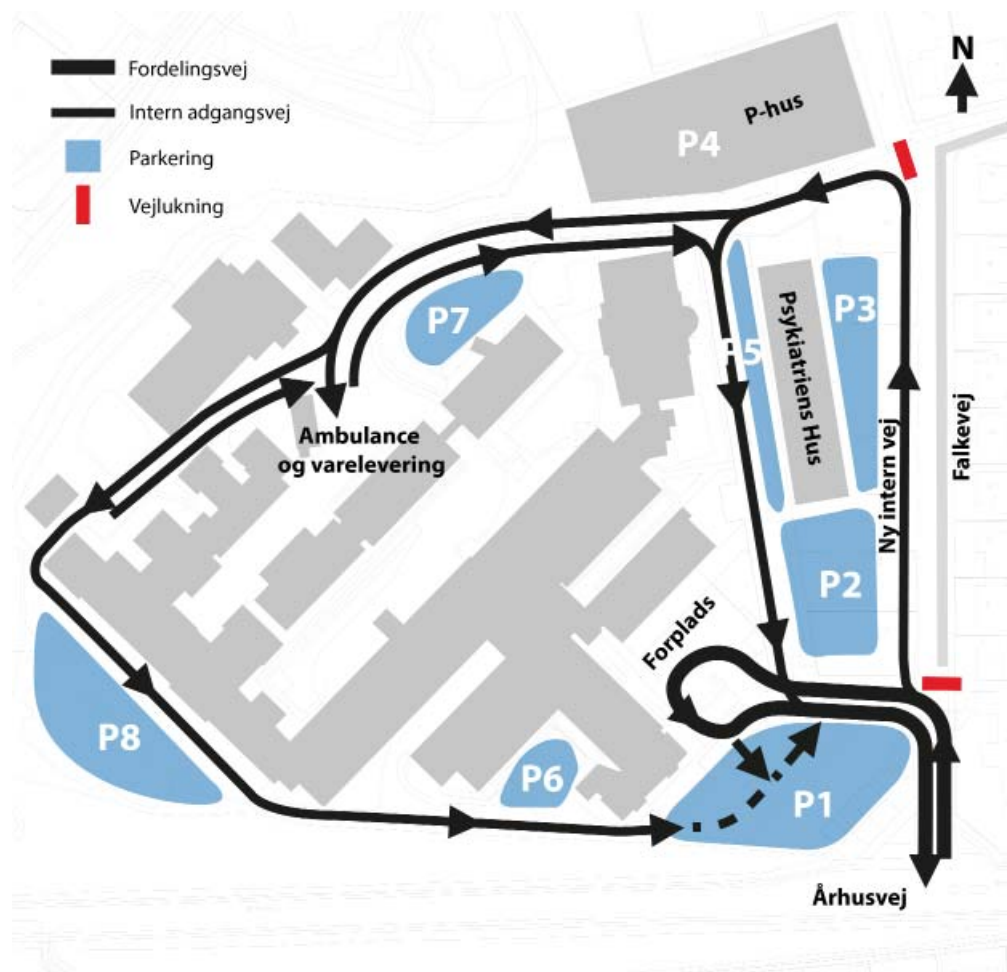 Fordelingsvej
Intern adgangsvej
Parkering
Vejlukning
N
P-hus
P4
P7
P5
Psykiatriens Hus
P3
Ambulance
og varelevering
Ny intern vej
Falkevej
P2
Forplads
P8
P6
P1
Århusvej